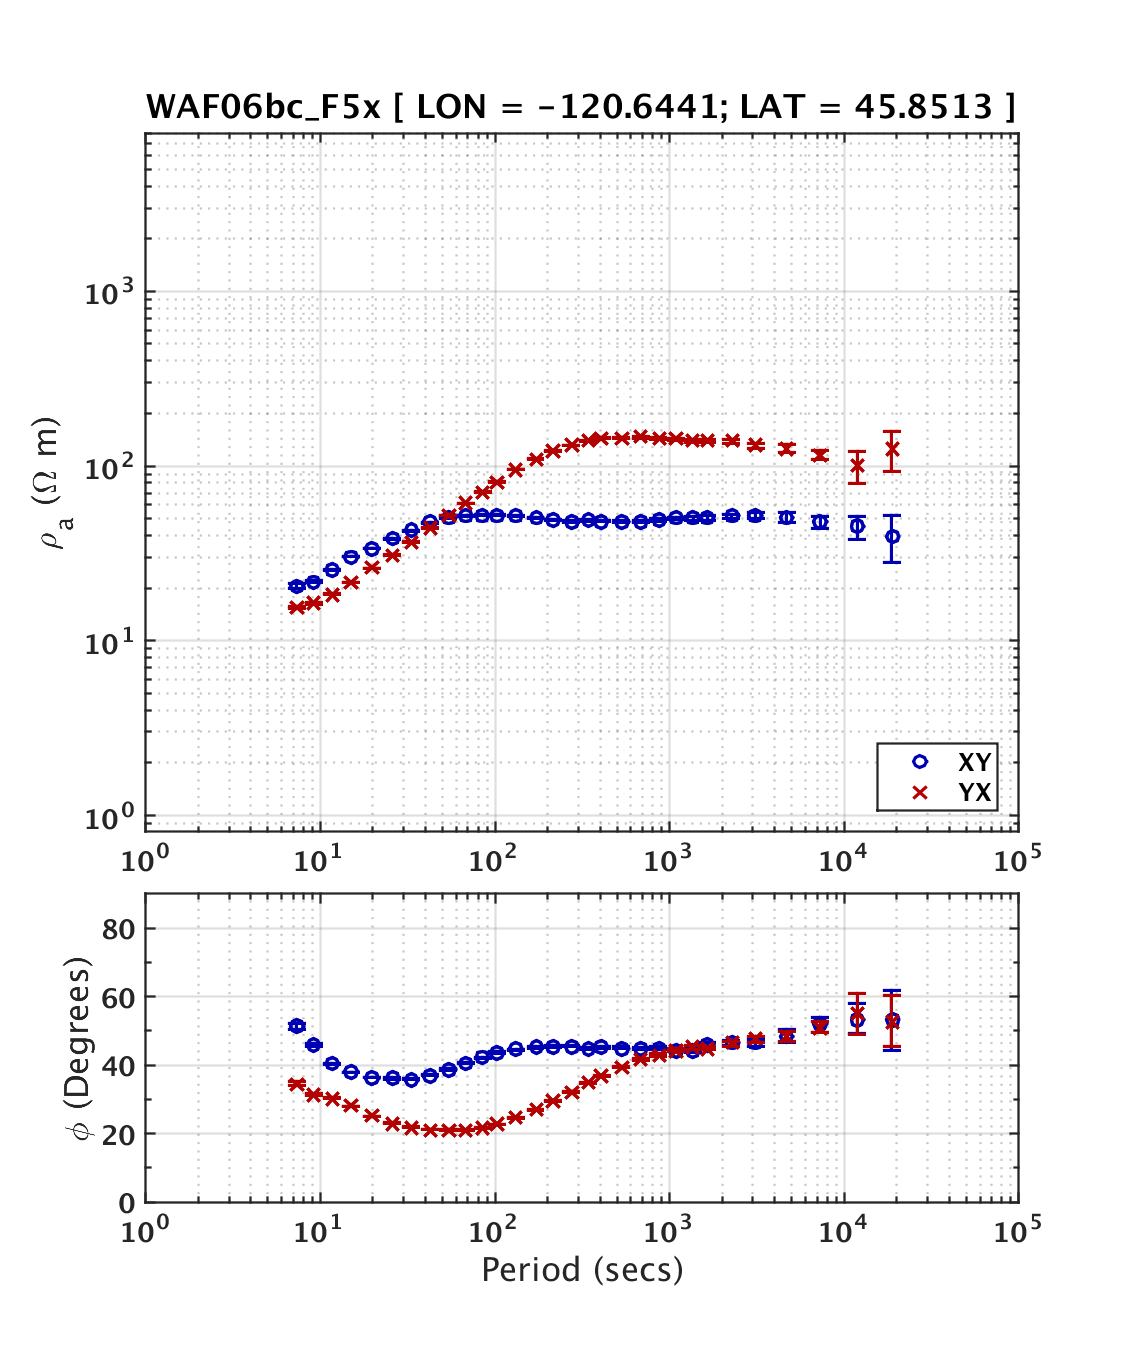 WAF06bc_F5x [ LON = -120.6441; LAT = 45.8513 ]
ρa (Ω m)
10^3
10^2
10^1
10^0
XY
YX
10^0 10^1 10^2 10^3 10^4 10^5
ϕ (Degrees)
80
60
40
20
0
10^0 10^1 10^2 10^3 10^4 10^5
Period (secs)